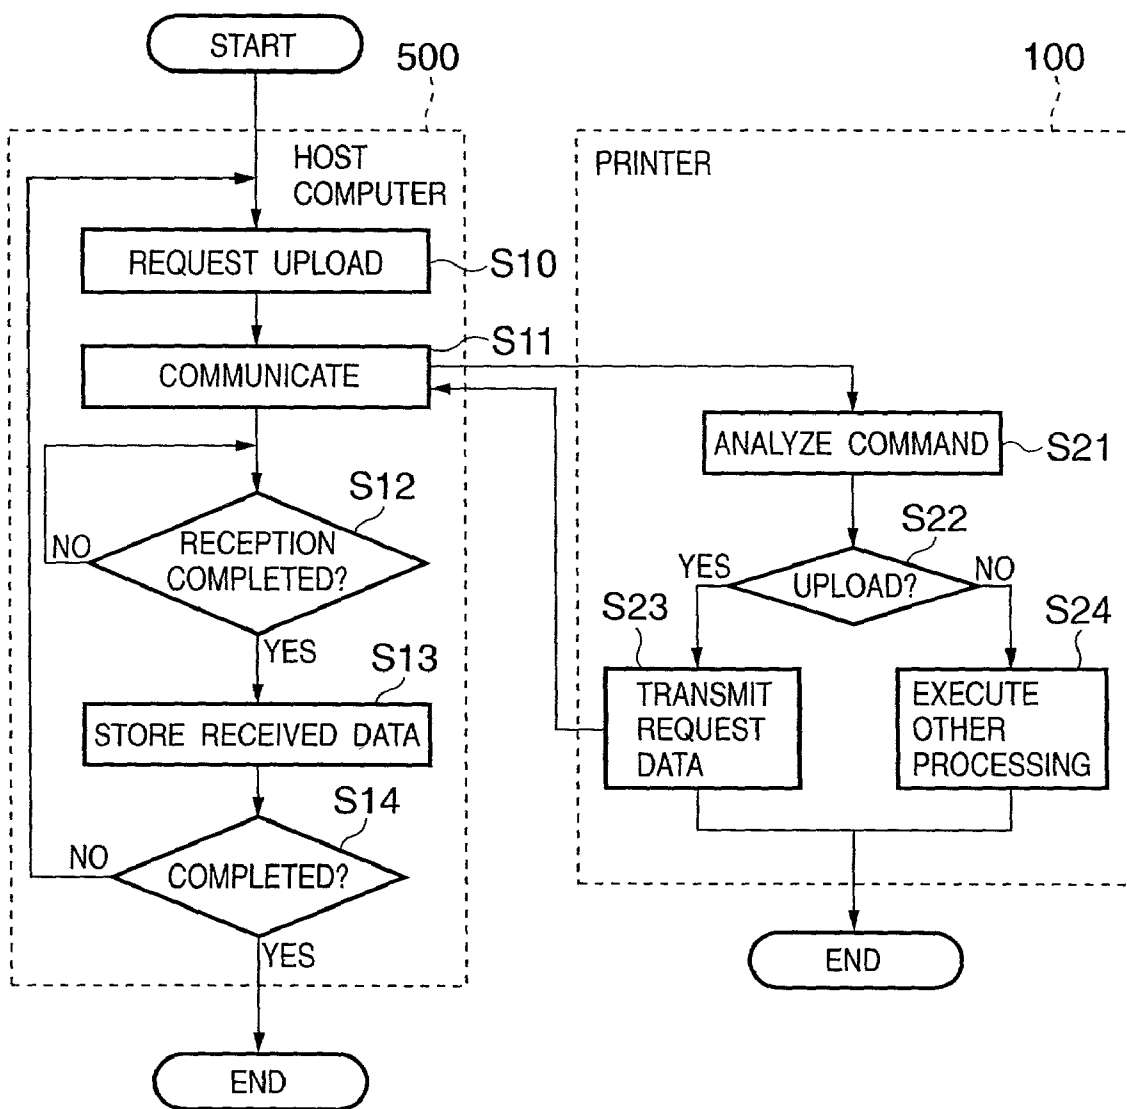 START
500
HOST
COMPUTER
REQUEST UPLOAD
S10
COMMUNICATE
S11
S12
RECEPTION
COMPLETED?
NO
YES
S13
STORE RECEIVED DATA
S14
COMPLETED?
NO
YES
END
100
PRINTER
ANALYZE COMMAND
S21
S22
UPLOAD?
YES
NO
S23
TRANSMIT
REQUEST
DATA
S24
EXECUTE
OTHER
PROCESSING
END